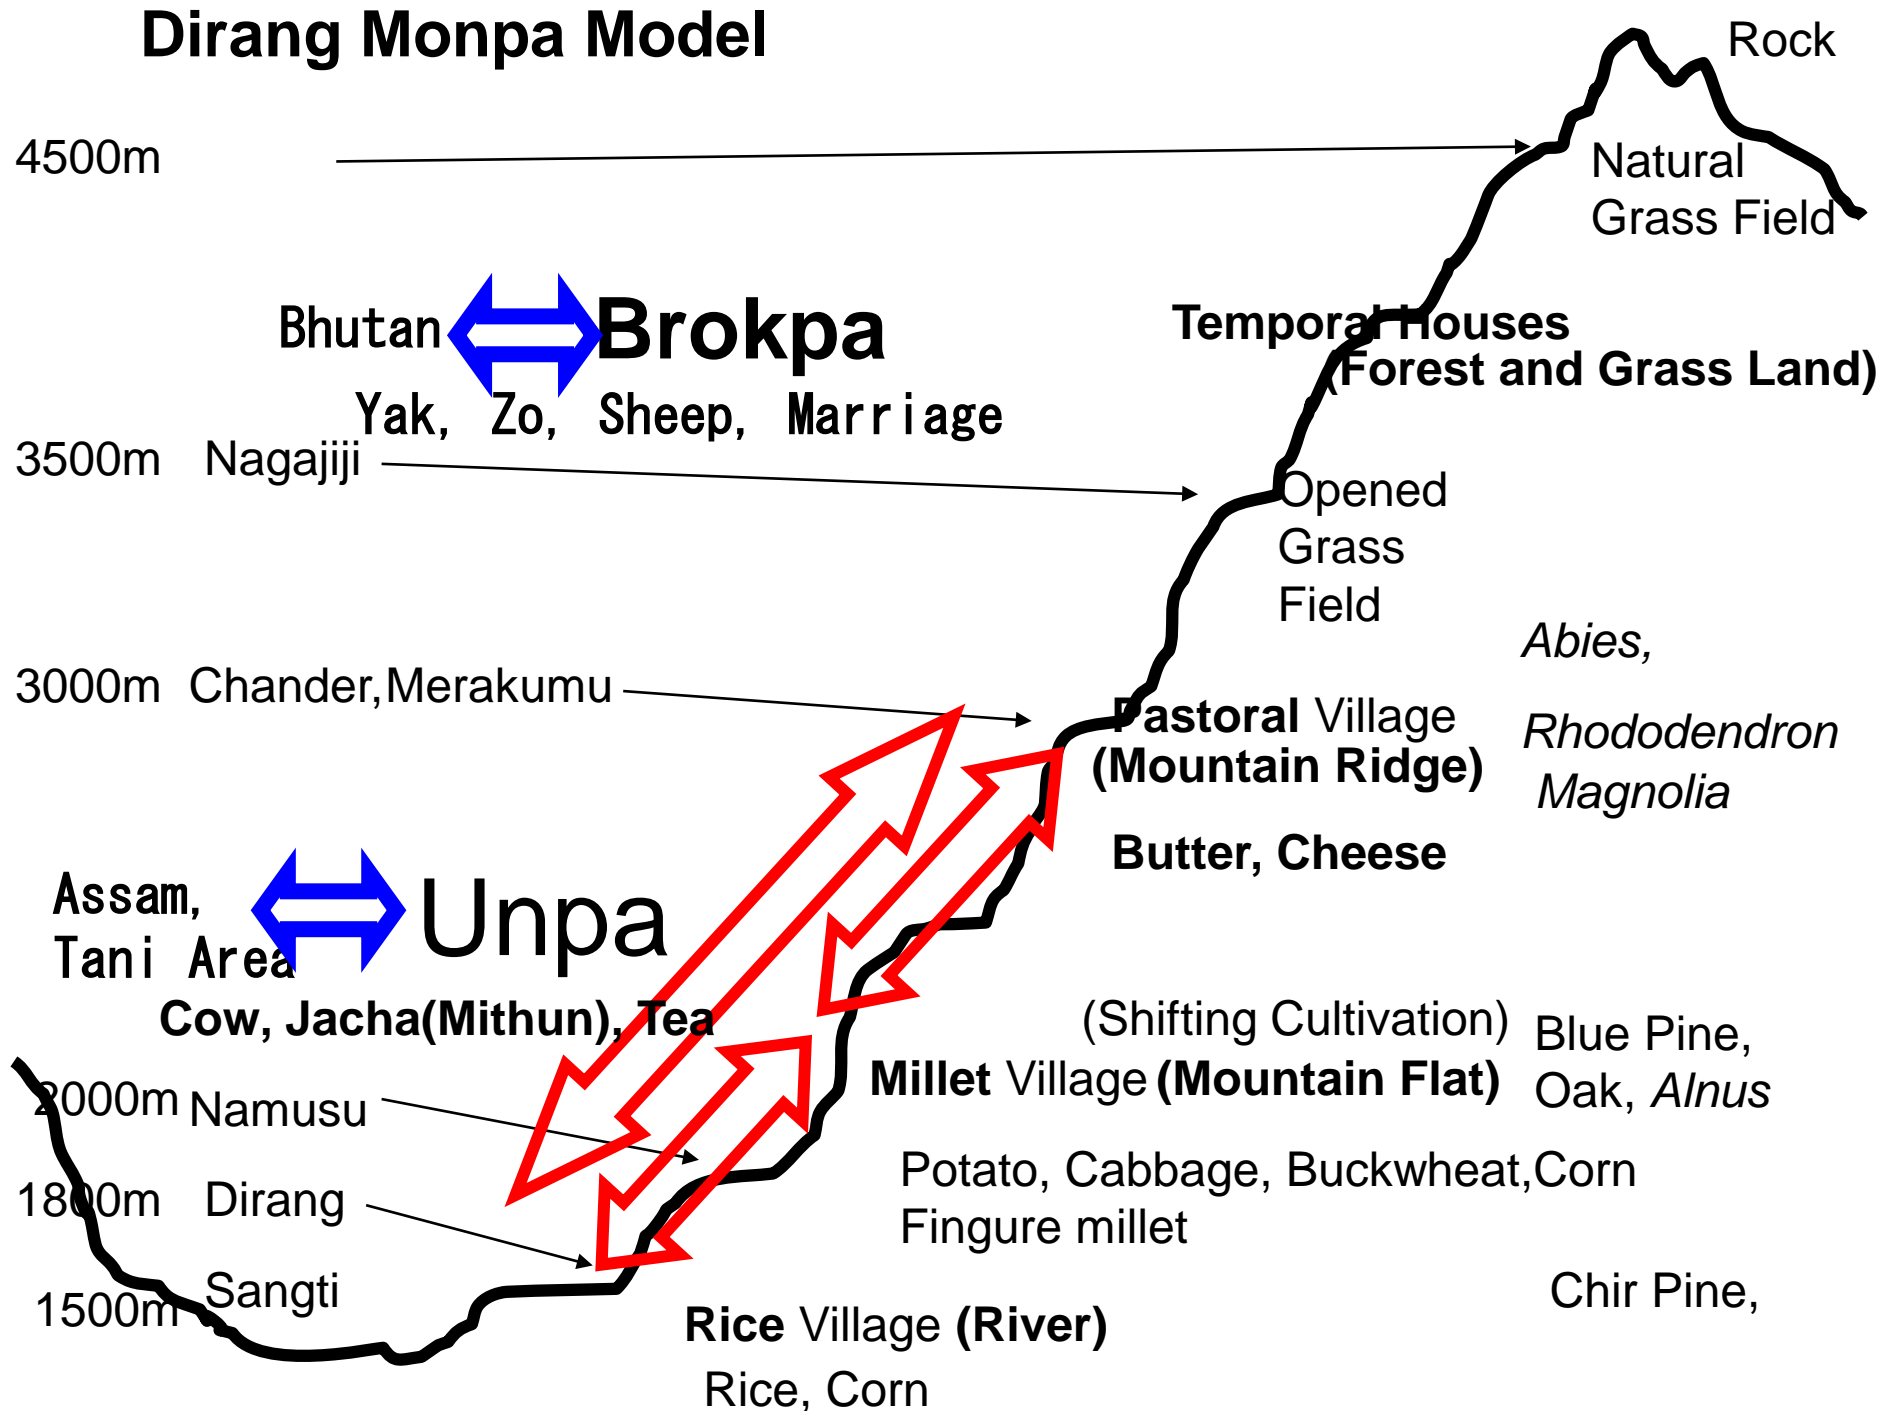 Dirang Monpa Model
Rock
4500m
Natural
Grass Field
Bhutan
Brokpa
Temporal Houses
(Forest and Grass Land)
Yak, Zo, Sheep, Marriage
3500m Nagajiji
Opened
Grass
Field
Abies,
3000m Chander,Merakumu
Pastoral Village
(Mountain Ridge)
Rhododendron
Magnolia
Butter, Cheese
Assam,
Tani Area
Unpa
Cow, Jacha(Mithun), Tea
(Shifting Cultivation)
Blue Pine,
Oak, Alnus
2000m Namusu
Millet Village (Mountain Flat)
Potato, Cabbage, Buckwheat,Corn
Fingure millet
1800m Dirang
Sangti
1500m
Chir Pine,
Rice Village (River)
Rice, Corn